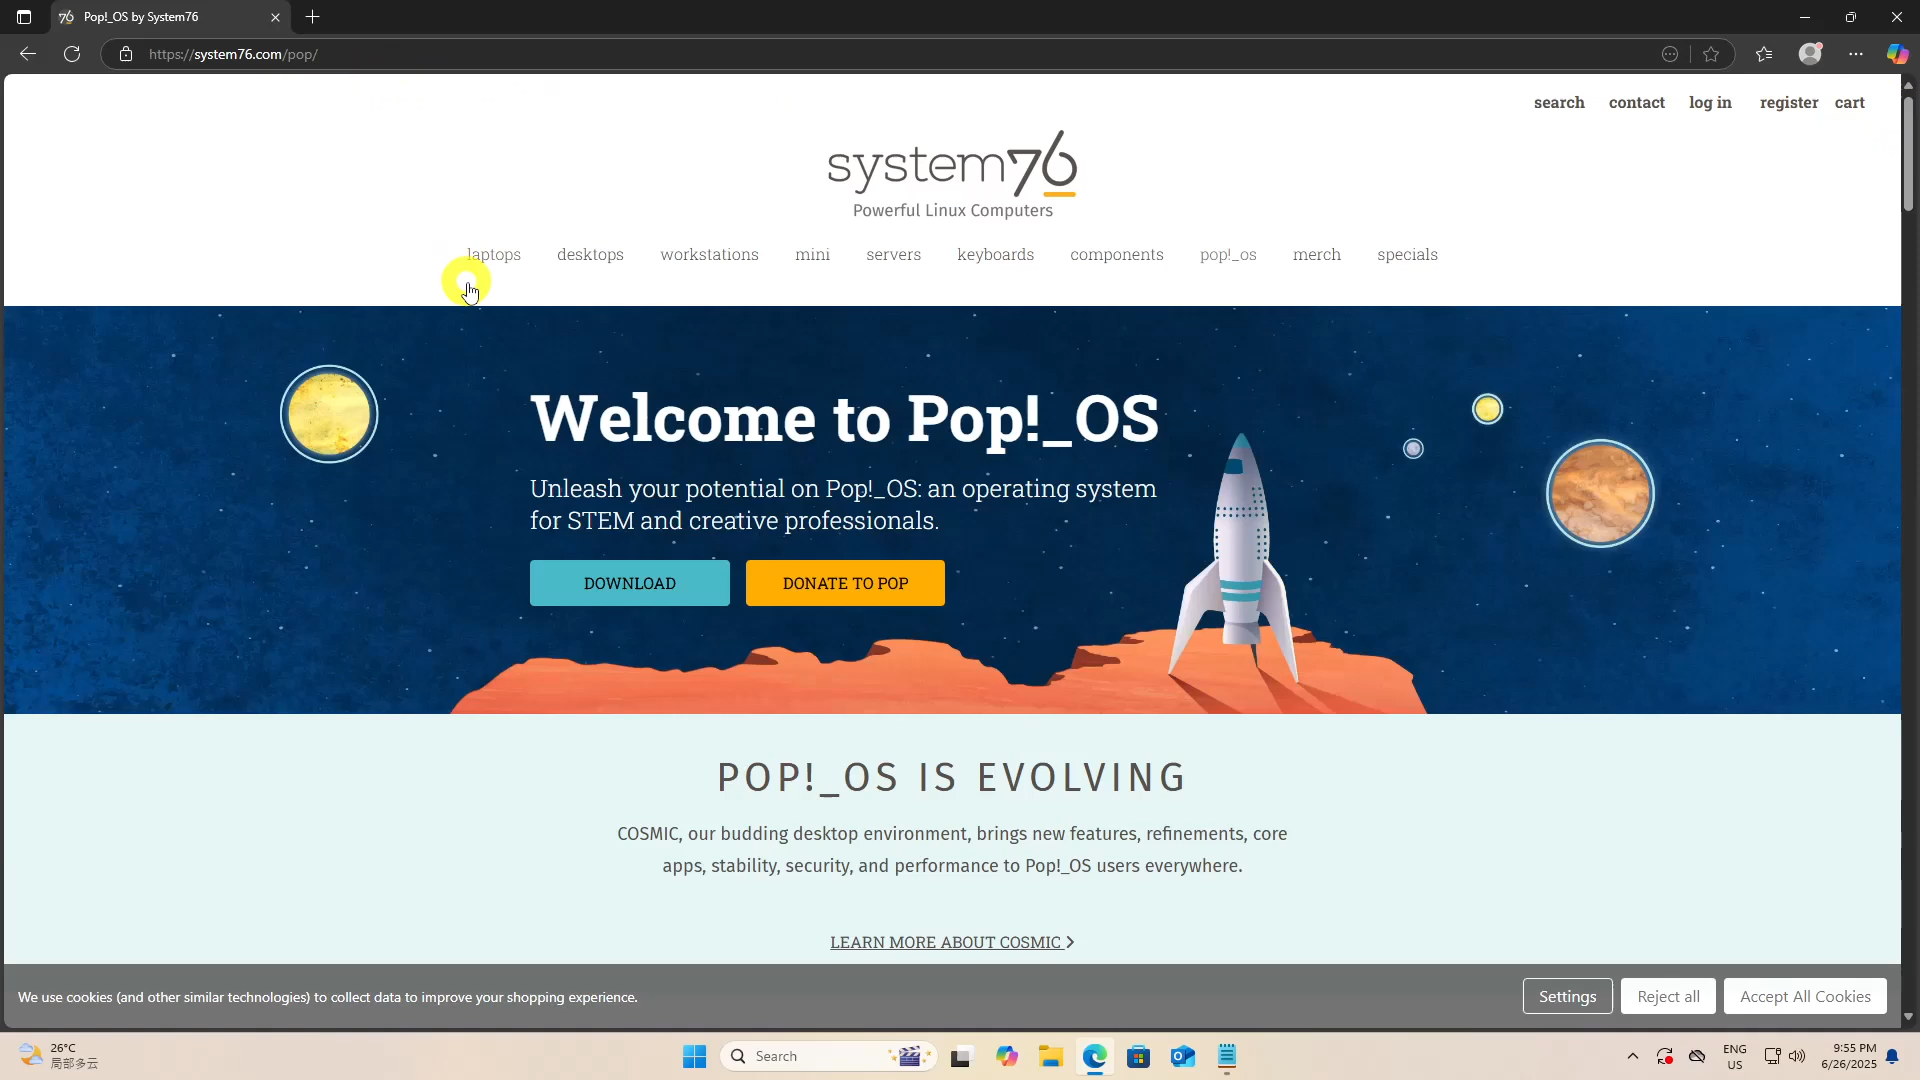 Pop!_OS by System76
https://system76.com/pop/
search contact log in register cart
system76
Powerful Linux Computers
laptops desktops workstations mini servers keyboards components pop!_os merch specials
Welcome to Pop!_OS
Unleash your potential on Pop!_OS: an operating system
for STEM and creative professionals.
DOWNLOAD DONATE TO POP
POP!_OS IS EVOLVING
COSMIC, our budding desktop environment, brings new features, refinements, core
apps, stability, security, and performance to Pop!_OS users everywhere.
LEARN MORE ABOUT COSMIC
We use cookies (and other similar technologies) to collect data to improve your shopping experience.
Settings Reject all Accept All Cookies
26°C
局部多云
Search
ENG
US
9:55 PM
6/26/2025